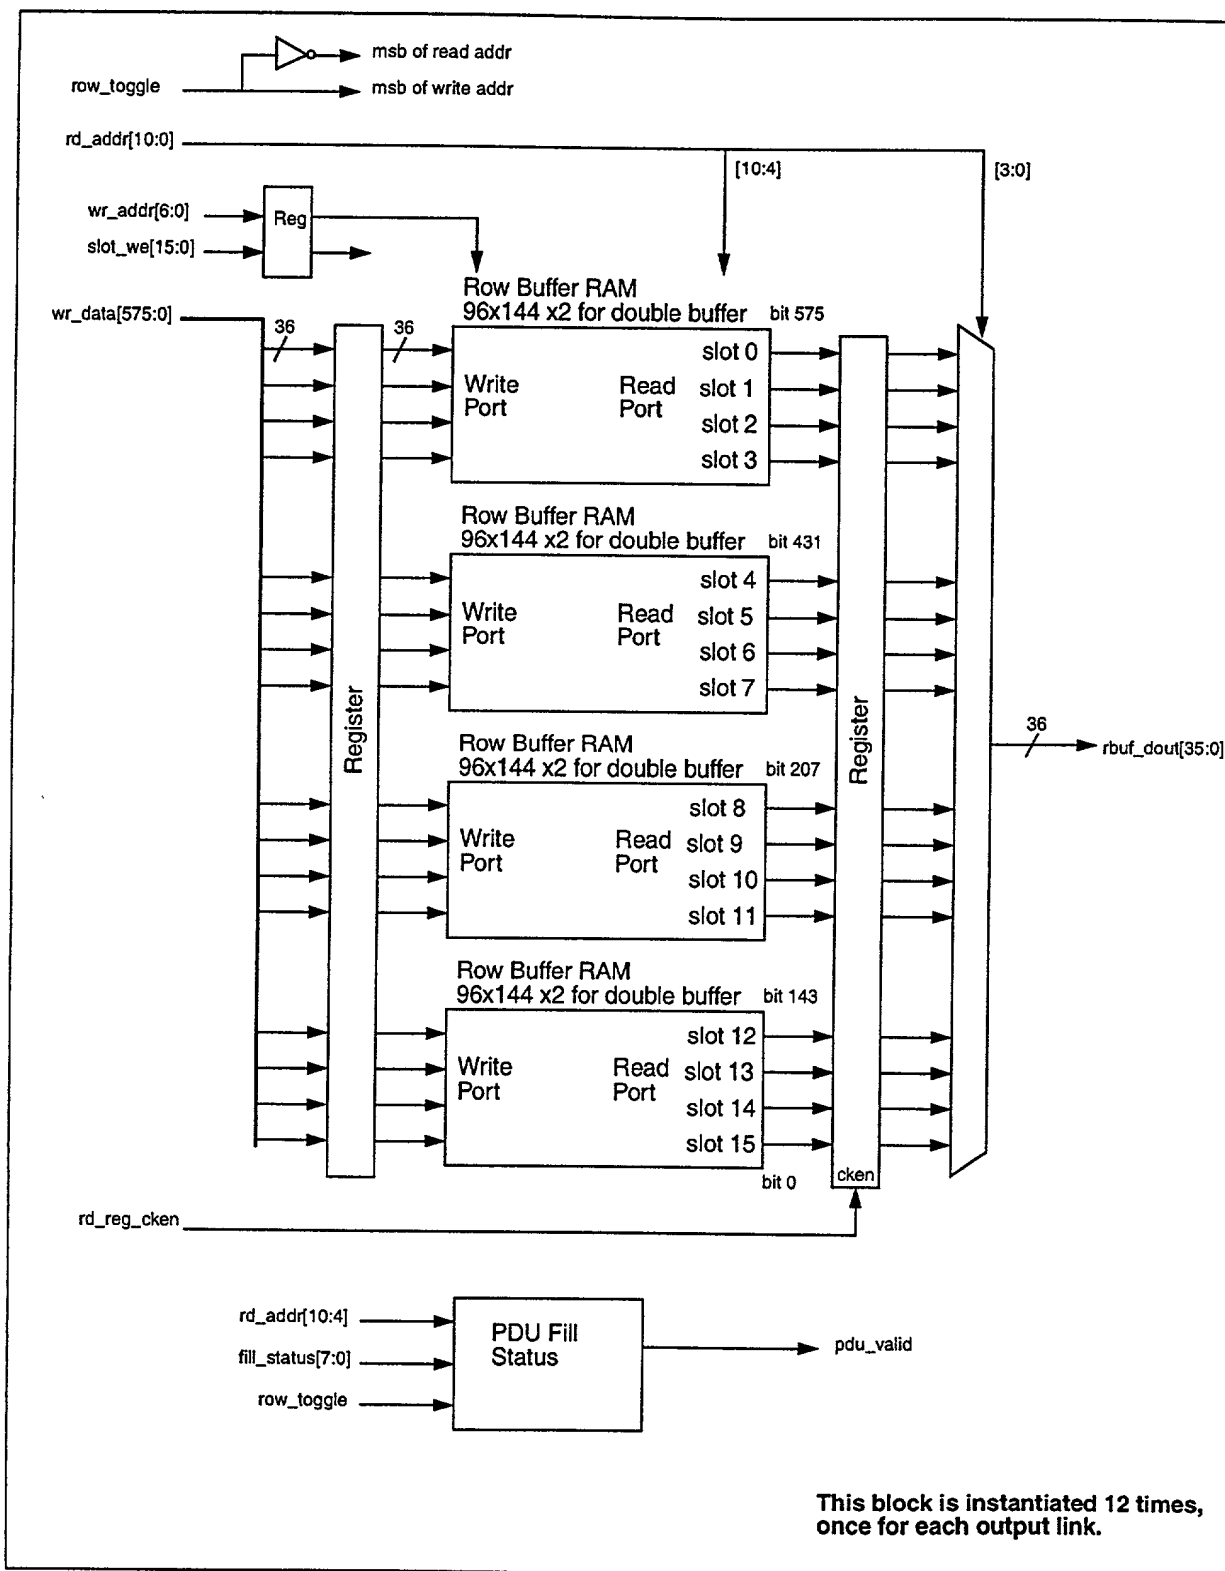 msb of read addr
row_toggle
msb of write addr
rd_addr[10:0]
[10:4]
[3:0]
wr_addr[6:0]
Reg
slot_we[15:0]
Row Buffer RAM
96x144 x2 for double buffer
bit 575
wr_data[575:0]
36
36
slot 0
Write
Port
Read
Port
slot 1
slot 2
slot 3
Row Buffer RAM
96x144 x2 for double buffer
bit 431
slot 4
Write
Port
Read
Port
slot 5
slot 6
slot 7
Register
Register
36
rbuf_dout[35:0]
Row Buffer RAM
96x144 x2 for double buffer
bit 207
slot 8
Write
Port
Read
Port
slot 9
slot 10
slot 11
Row Buffer RAM
96x144 x2 for double buffer
bit 143
slot 12
Write
Port
Read
Port
slot 13
slot 14
slot 15
bit 0
cken
rd_reg_cken
rd_addr[10:4]
fill_status[7:0]
row_toggle
PDU Fill
Status
pdu_valid
This block is instantiated 12 times,
once for each output link.